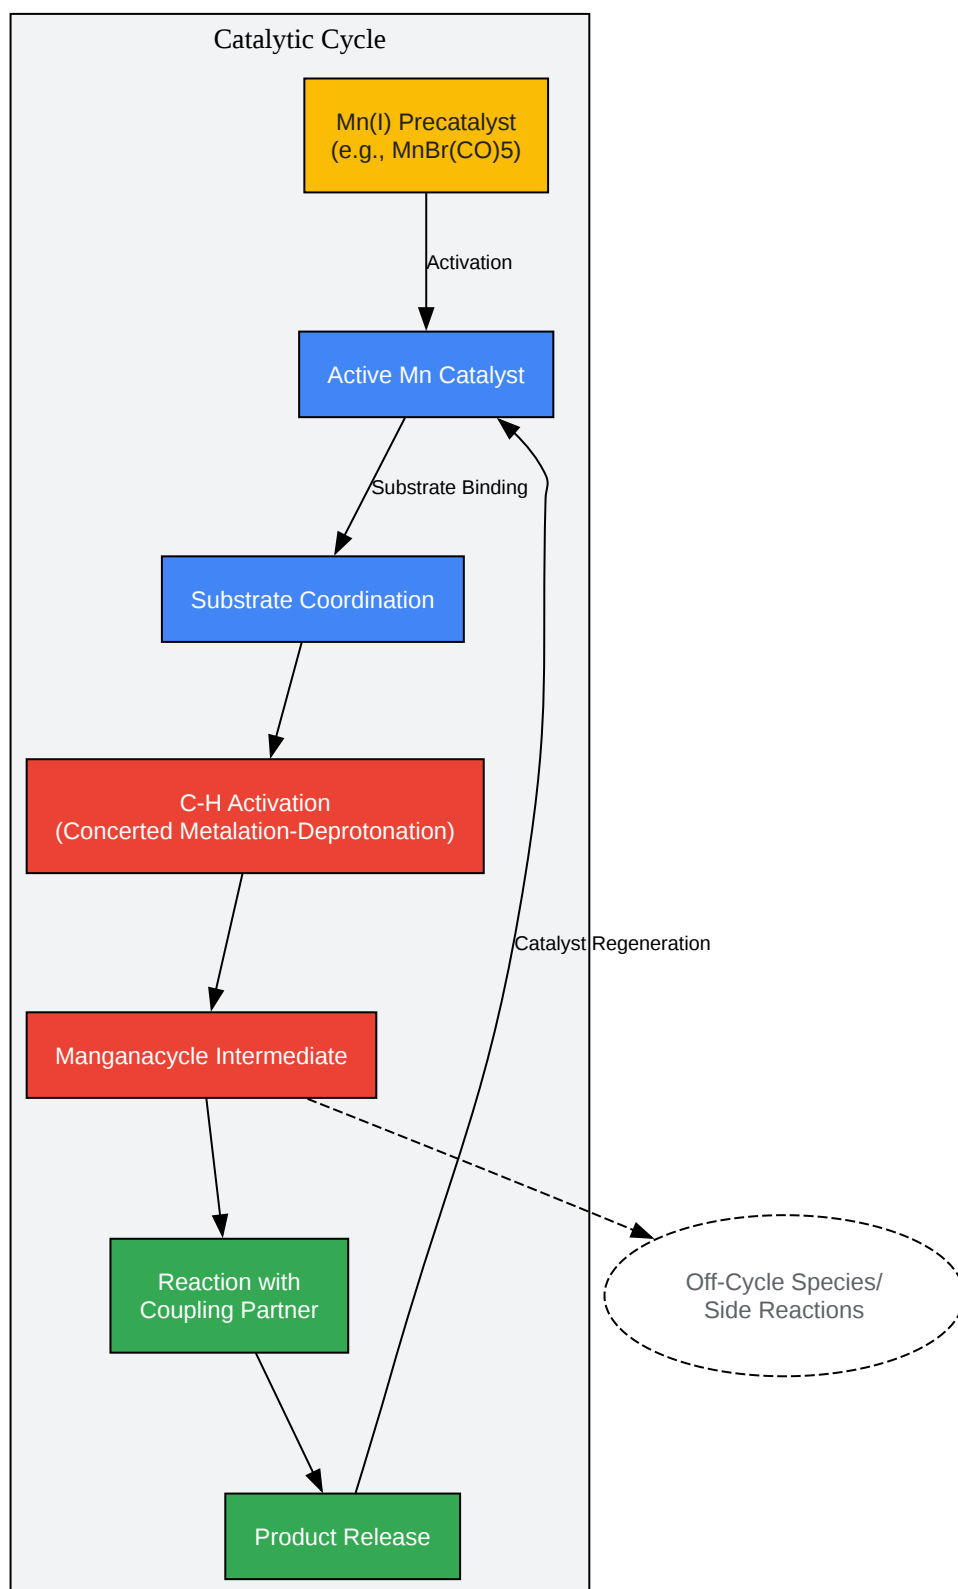 Catalytic Cycle
Mn(I) Precatalyst
(e.g., MnBr(CO)5)
Activation
Active Mn Catalyst
Substrate Binding
Substrate Coordination
C-H Activation
(Concerted Metalation-Deprotonation)
Catalyst Regeneration
Manganacycle Intermediate
Reaction with
Coupling Partner
Off-Cycle Species/
Side Reactions
Product Release